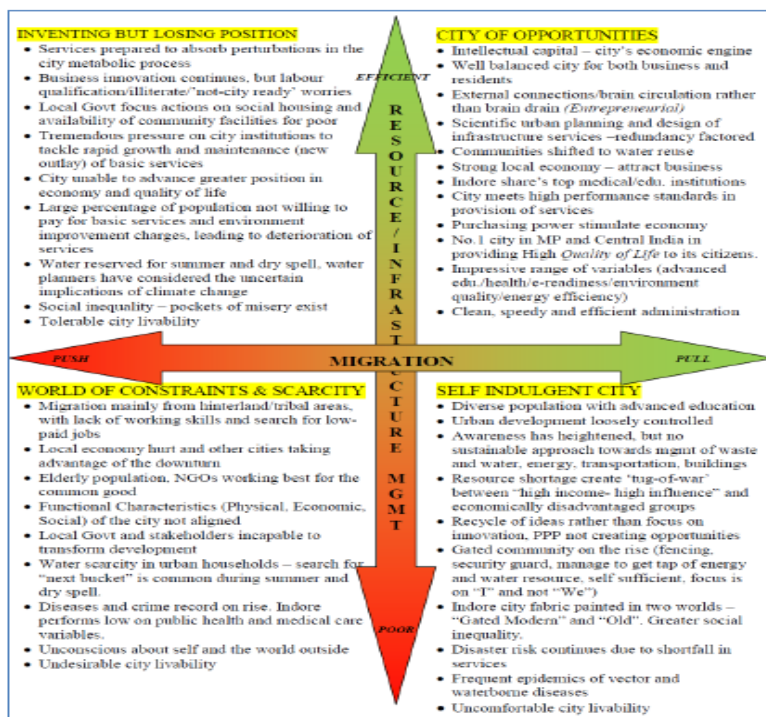 INVENTING BUT LOSING POSITION
• Services prepared to absorb perturbations in the
city metabolic process
• Business innovation continues, but labour
qualification/illiterate/'not-city ready' worries
• Local Govt focus actions on social housing and
availability of community facilities for poor
• Tremendous pressure on city institutions to
tackle rapid growth and maintenance (new
outlay) of basic services
• City unable to advance greater position in
economy and quality of life
• Large percentage of population not willing to
pay for basic services and environment
improvement charges, leading to deterioration of
services
• Water reserved for summer and dry spell, water
planners have considered the uncertain
implications of climate change
• Social inequality – pockets of misery exist
• Tolerable city livability
EFFICIENT
RESOURCE/INFRASTRUCTURE MGMT
POOR
CITY OF OPPORTUNITIES
• Intellectual capital – city's economic engine
• Well balanced city for both business and
residents
• External connections/brain circulation rather
than brain drain (Entrepreneurial)
• Scientific urban planning and design of
infrastructure services –redundancy factored
• Communities shifted to water reuse
• Strong local economy – attract business
• Indore share's top medical/edu. institutions
• City meets high performance standards in
provision of services
• Purchasing power stimulate economy
• No.1 city in MP and Central India in
providing High Quality of Life to its citizens.
• Impressive range of variables (advanced
edu./health/e-readiness/environment
quality/energy efficiency)
• Clean, speedy and efficient administration
PUSH
MIGRATION
PULL
WORLD OF CONSTRAINTS & SCARCITY
• Migration mainly from hinterland/tribal areas,
with lack of working skills and search for low-
paid jobs
• Local economy hurt and other cities taking
advantage of the downturn
• Elderly population, NGOs working best for the
common good
• Functional Characteristics (Physical, Economic,
Social) of the city not aligned
• Local Govt and stakeholders incapable to
transform development
• Water scarcity in urban households – search for
"next bucket" is common during summer and
dry spell.
• Diseases and crime record on rise. Indore
performs low on public health and medical care
variables.
• Unconscious about self and the world outside
• Undesirable city livability
SELF INDULGENT CITY
• Diverse population with advanced education
• Urban development loosely controlled
• Awareness has heightened, but no
sustainable approach towards mgmt of waste
and water, energy, transportation, buildings
• Resource shortage create 'tug-of-war'
between "high income- high influence" and
economically disadvantaged groups
• Recycle of ideas rather than focus on
innovation, PPP not creating opportunities
• Gated community on the rise (fencing,
security guard, manage to get tap of energy
and water resource, self sufficient, focus is
on "I" and not "We")
• Indore city fabric painted in two worlds –
"Gated Modern" and "Old". Greater social
inequality.
• Disaster risk continues due to shortfall in
services
• Frequent epidemics of vector and
waterborne diseases
• Uncomfortable city livability